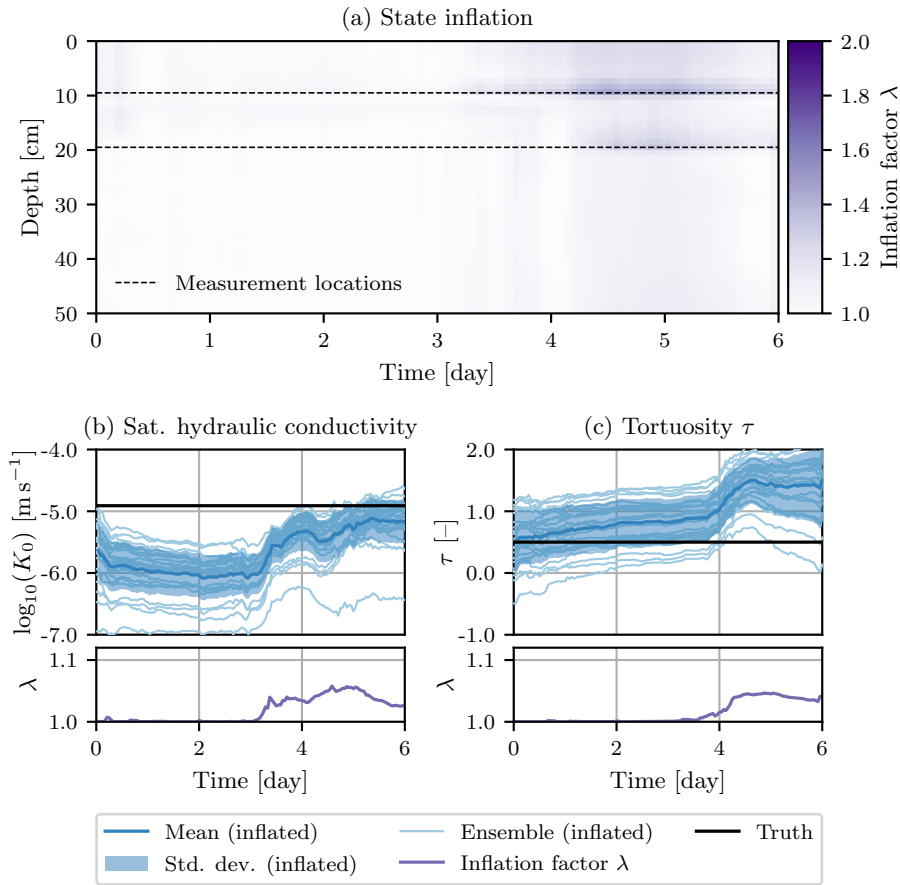 (a) State inflation
0
10
20
30
40
50
Depth [cm]
Measurement locations
0 1 2 3 4 5 6
Time [day]
2.0
1.8
1.6
1.4
1.2
1.0
Inflation factor λ
(b) Sat. hydraulic conductivity
-4.0
-5.0
-6.0
-7.0
log₁₀(K₀) [m s⁻¹]
1.1
1.0
λ
0 2 4 6
Time [day]
(c) Tortuosity τ
2.0
1.0
0.0
-1.0
τ [–]
1.1
1.0
λ
0 2 4 6
Time [day]
Mean (inflated)
Std. dev. (inflated)
Ensemble (inflated)
Inflation factor λ
Truth